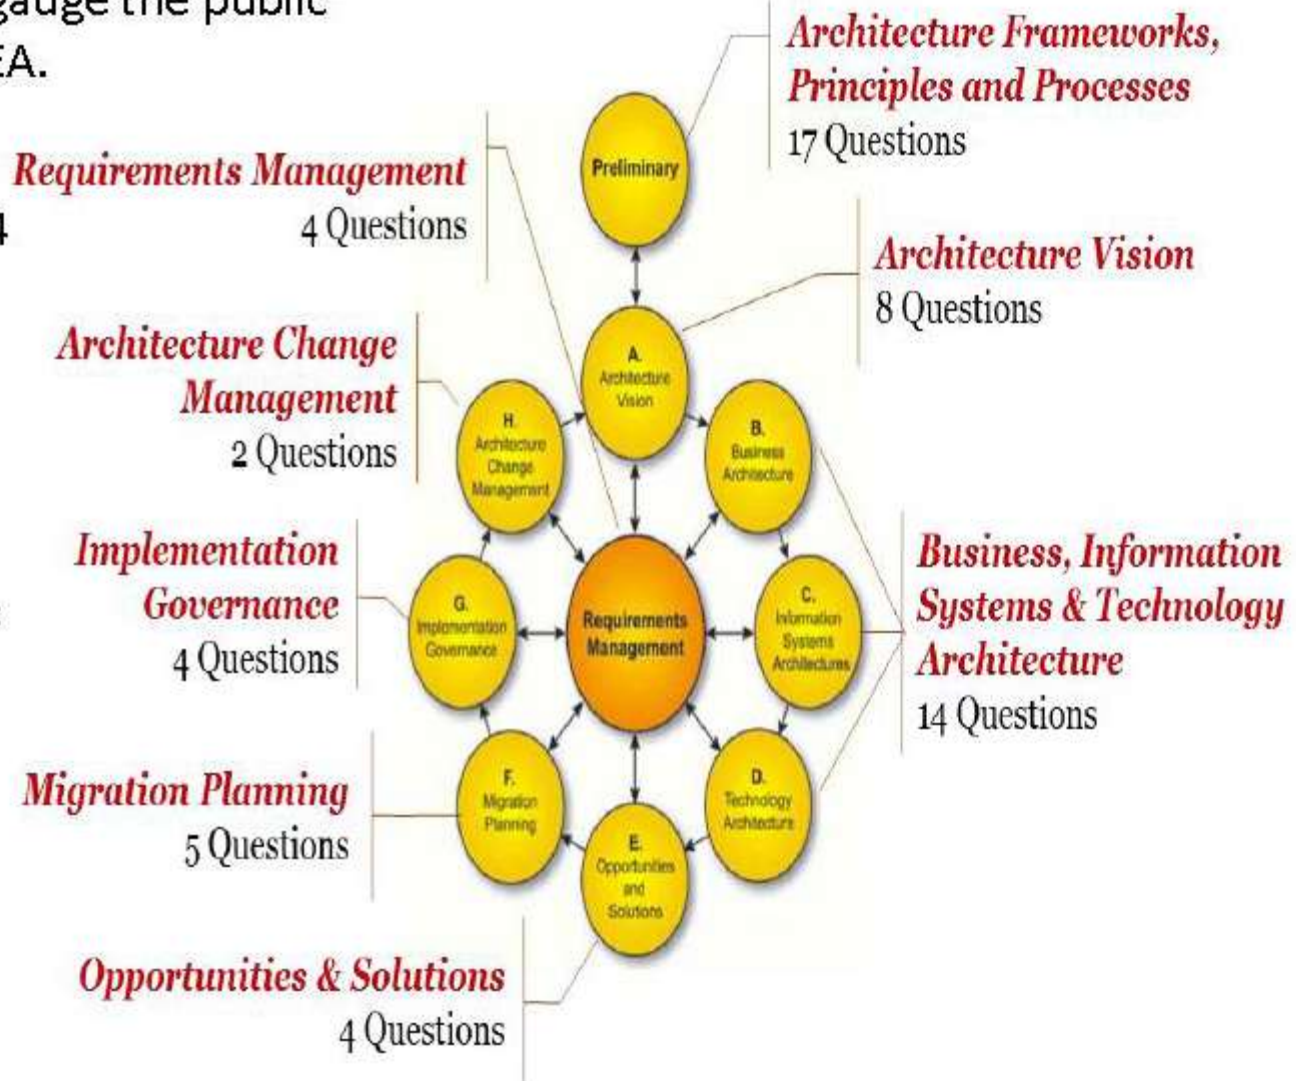 gauge the public
EA.
4
Architecture Frameworks,
Principles and Processes
17 Questions
Requirements Management
4 Questions
Architecture Vision
8 Questions
Architecture Change
Management
2 Questions
Implementation
Governance
4 Questions
Business, Information
Systems & Technology
Architecture
14 Questions
Migration Planning
5 Questions
Opportunities & Solutions
4 Questions
Preliminary
A.
Architecture
Vision
B.
Business
Architecture
C.
Information
Systems
Architectures
D.
Technology
Architecture
E.
Opportunities
and
Solutions
F.
Migration
Planning
G.
Implementation
Governance
H.
Architecture
Change
Management
Requirements
Management